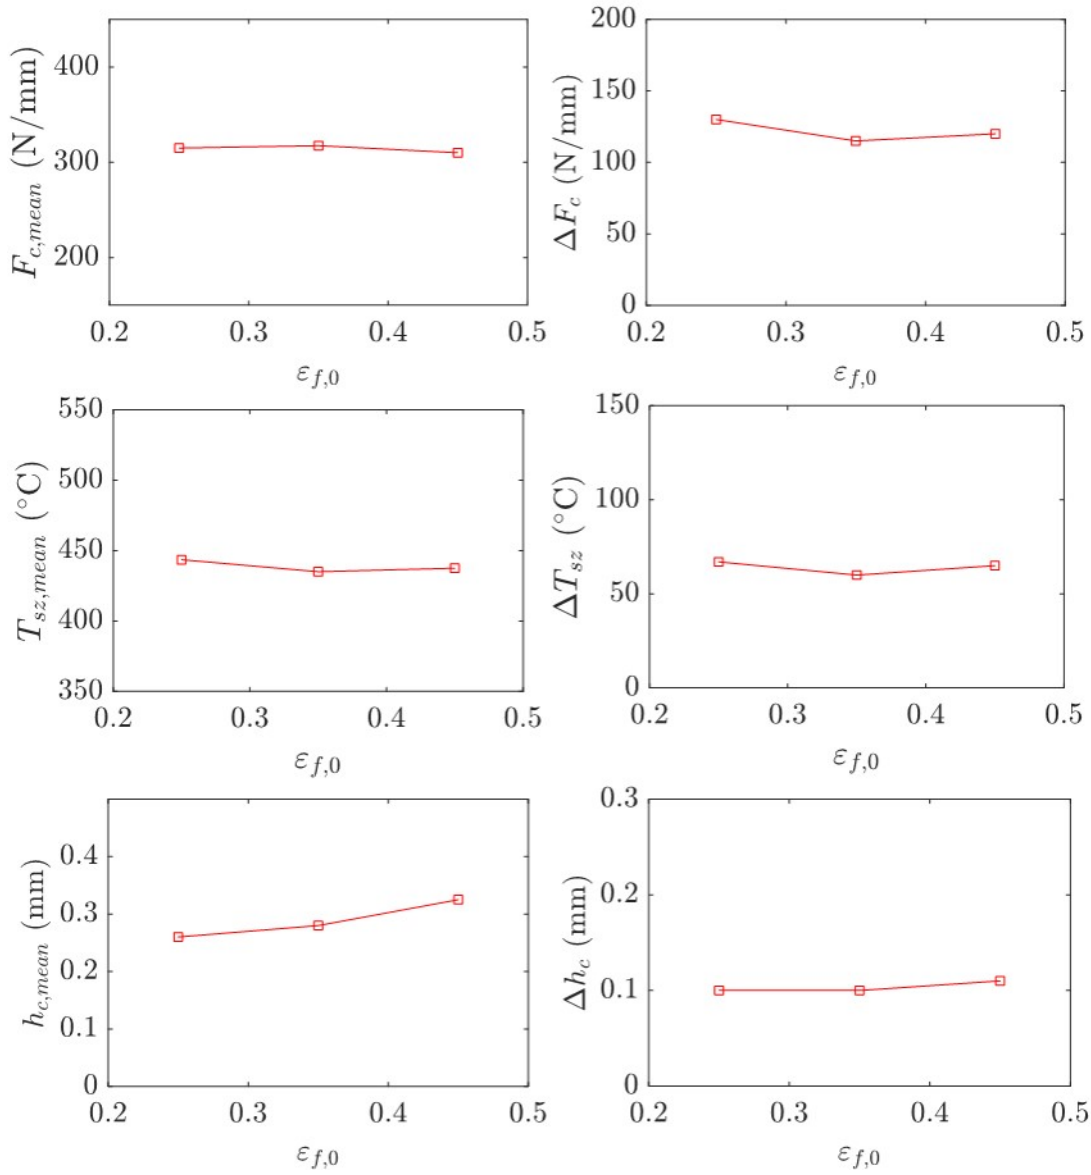 400
300
200
F_{c,mean} (N/mm)
0.2 0.3 0.4 0.5
ε_{f,0}
200
150
100
50
0
ΔF_c (N/mm)
0.2 0.3 0.4 0.5
ε_{f,0}
550
500
450
400
350
T_{sz,mean} (°C)
0.2 0.3 0.4 0.5
ε_{f,0}
150
100
50
0
ΔT_{sz} (°C)
0.2 0.3 0.4 0.5
ε_{f,0}
0.4
0.3
0.2
0.1
0
h_{c,mean} (mm)
0.2 0.3 0.4 0.5
ε_{f,0}
0.3
0.2
0.1
0
Δh_c (mm)
0.2 0.3 0.4 0.5
ε_{f,0}